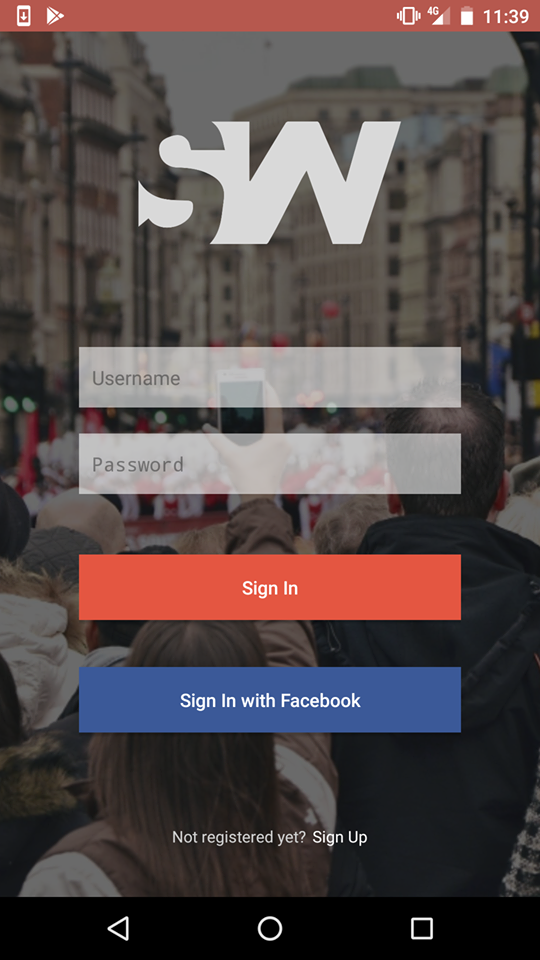 4G 11:39
SW
Username
Password
Sign In
Sign In with Facebook
Not registered yet? Sign Up